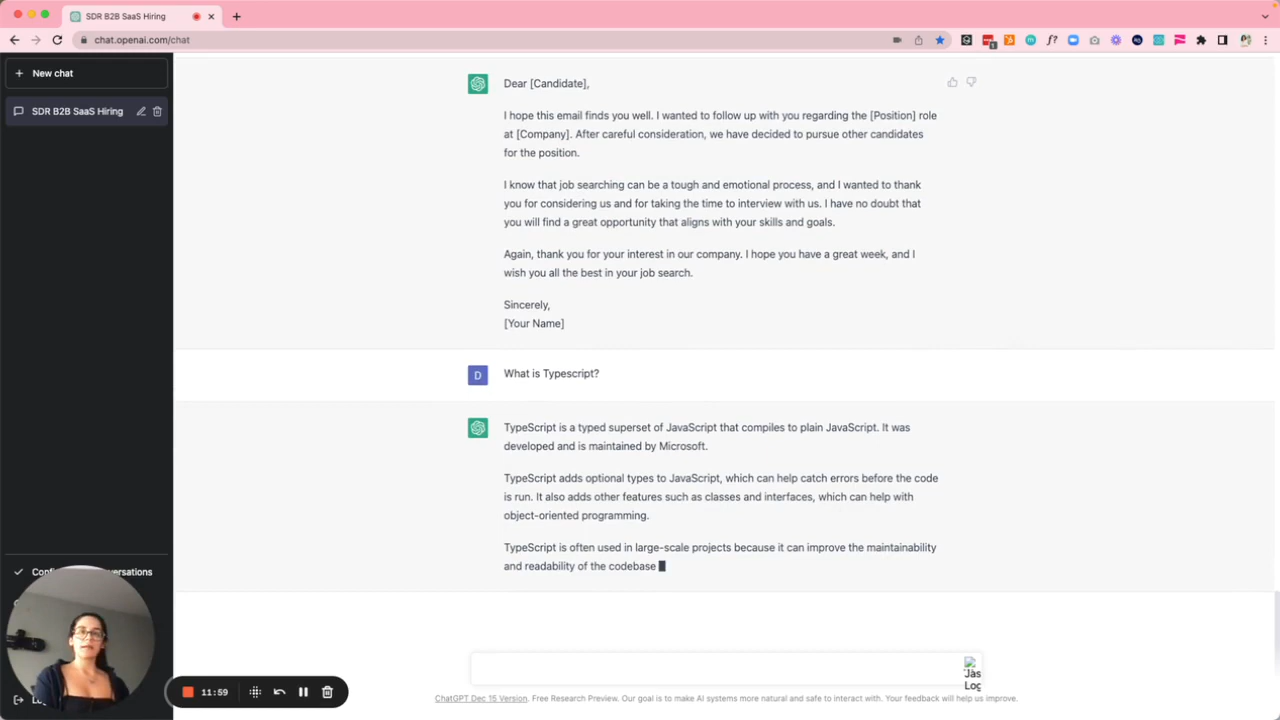 SDR B2B SaaS Hiring
chat.openai.com/chat
New chat
SDR B2B SaaS Hiring
Dear [Candidate],
I hope this email finds you well. I wanted to follow up with you regarding the [Position] role
at [Company]. After careful consideration, we have decided to pursue other candidates
for the position.
I know that job searching can be a tough and emotional process, and I wanted to thank
you for considering us and for taking the time to interview with us. I have no doubt that
you will find a great opportunity that aligns with your skills and goals.
Again, thank you for your interest in our company. I hope you have a great week, and I
wish you all the best in your job search.
Sincerely,
[Your Name]
D
What is Typescript?
TypeScript is a typed superset of JavaScript that compiles to plain JavaScript. It was
developed and is maintained by Microsoft.
TypeScript adds optional types to JavaScript, which can help catch errors before the code
is run. It also adds other features such as classes and interfaces, which can help with
object-oriented programming.
TypeScript is often used in large-scale projects because it can improve the maintainability
and readability of the codebase
11:59
ChatGPT Dec 15 Version. Free Research Preview. Our goal is to make AI systems more natural and safe to interact with. Your feedback will help us improve.